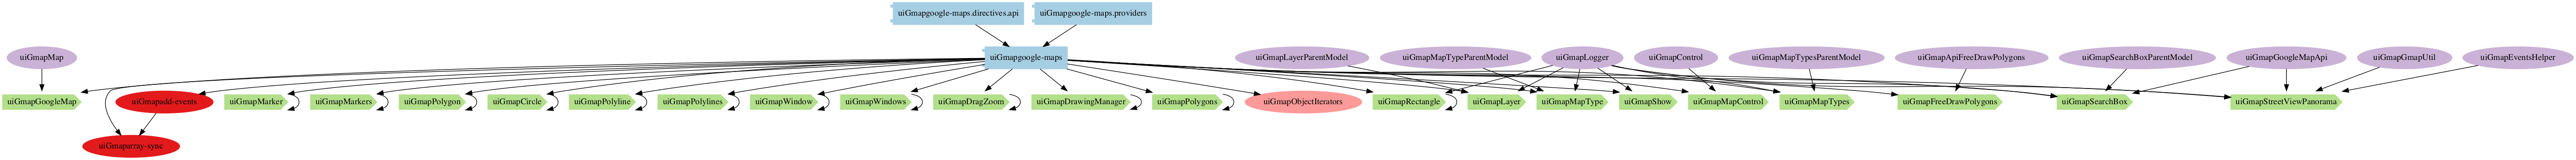 uiGmapgoogle-maps.directives.api
uiGmapgoogle-maps.providers
uiGmapMap
uiGmapgoogle-maps
uiGmapLayerParentModel
uiGmapMapTypeParentModel
uiGmapLogger
uiGmapControl
uiGmapMapTypesParentModel
uiGmapApiFreeDrawPolygons
uiGmapSearchBoxParentModel
uiGmapGoogleMapApi
uiGmapGmapUtil
uiGmapEventsHelper
uiGmapGoogleMap
uiGmapadd-events
uiGmapMarker
uiGmapMarkers
uiGmapPolygon
uiGmapCircle
uiGmapPolyline
uiGmapPolylines
uiGmapWindow
uiGmapWindows
uiGmapDragZoom
uiGmapDrawingManager
uiGmapPolygons
uiGmapObjectIterators
uiGmapRectangle
uiGmapLayer
uiGmapMapType
uiGmapShow
uiGmapMapControl
uiGmapMapTypes
uiGmapFreeDrawPolygons
uiGmapSearchBox
uiGmapStreetViewPanorama
uiGmaparray-sync